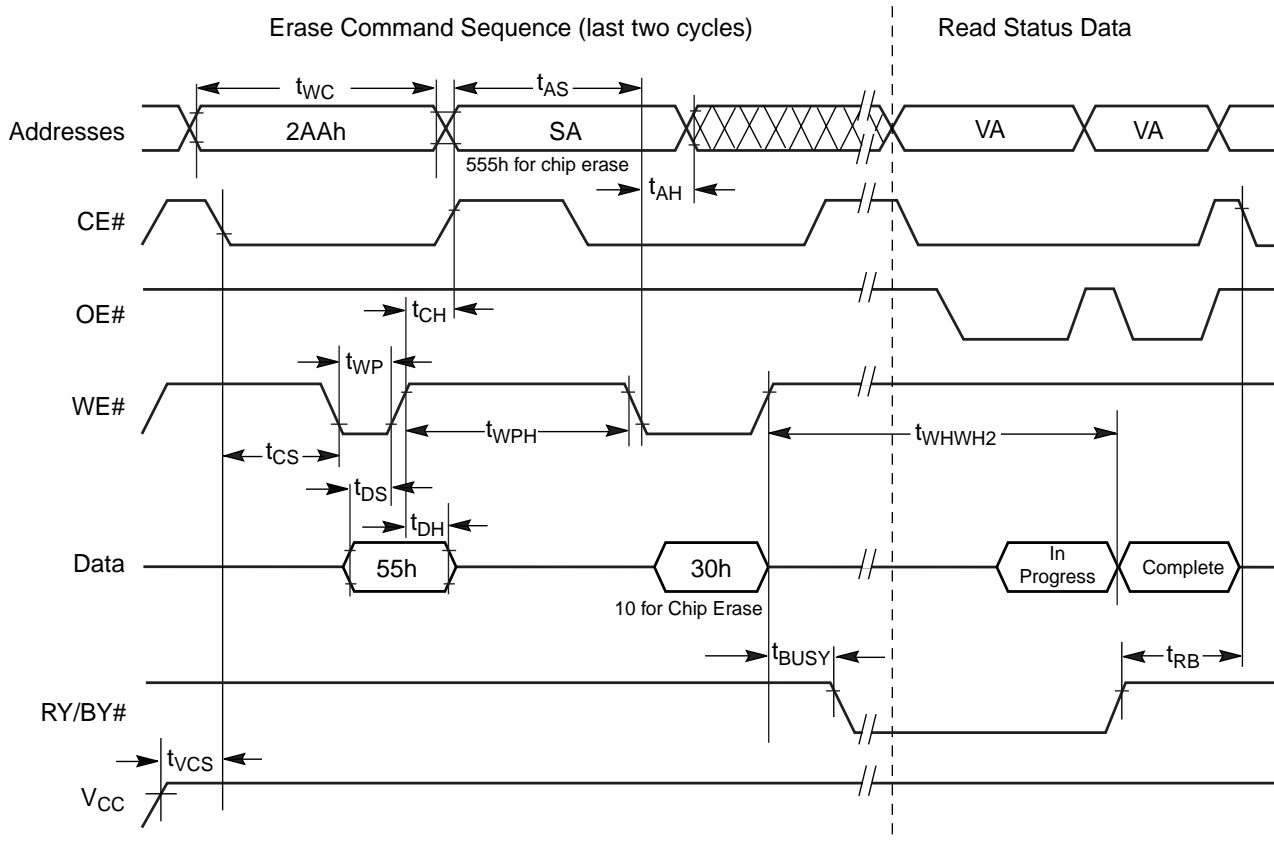 Erase Command Sequence (last two cycles)
Read Status Data
tWC
tAS
Addresses
2AAh
SA
VA
VA
555h for chip erase
tAH
CE#
OE#
tCH
tWP
WE#
tWPH
tWHWH2
tCS
tDS
tDH
Data
55h
30h
In
Progress
Complete
10 for Chip Erase
tBUSY
tRB
RY/BY#
tVCS
VCC